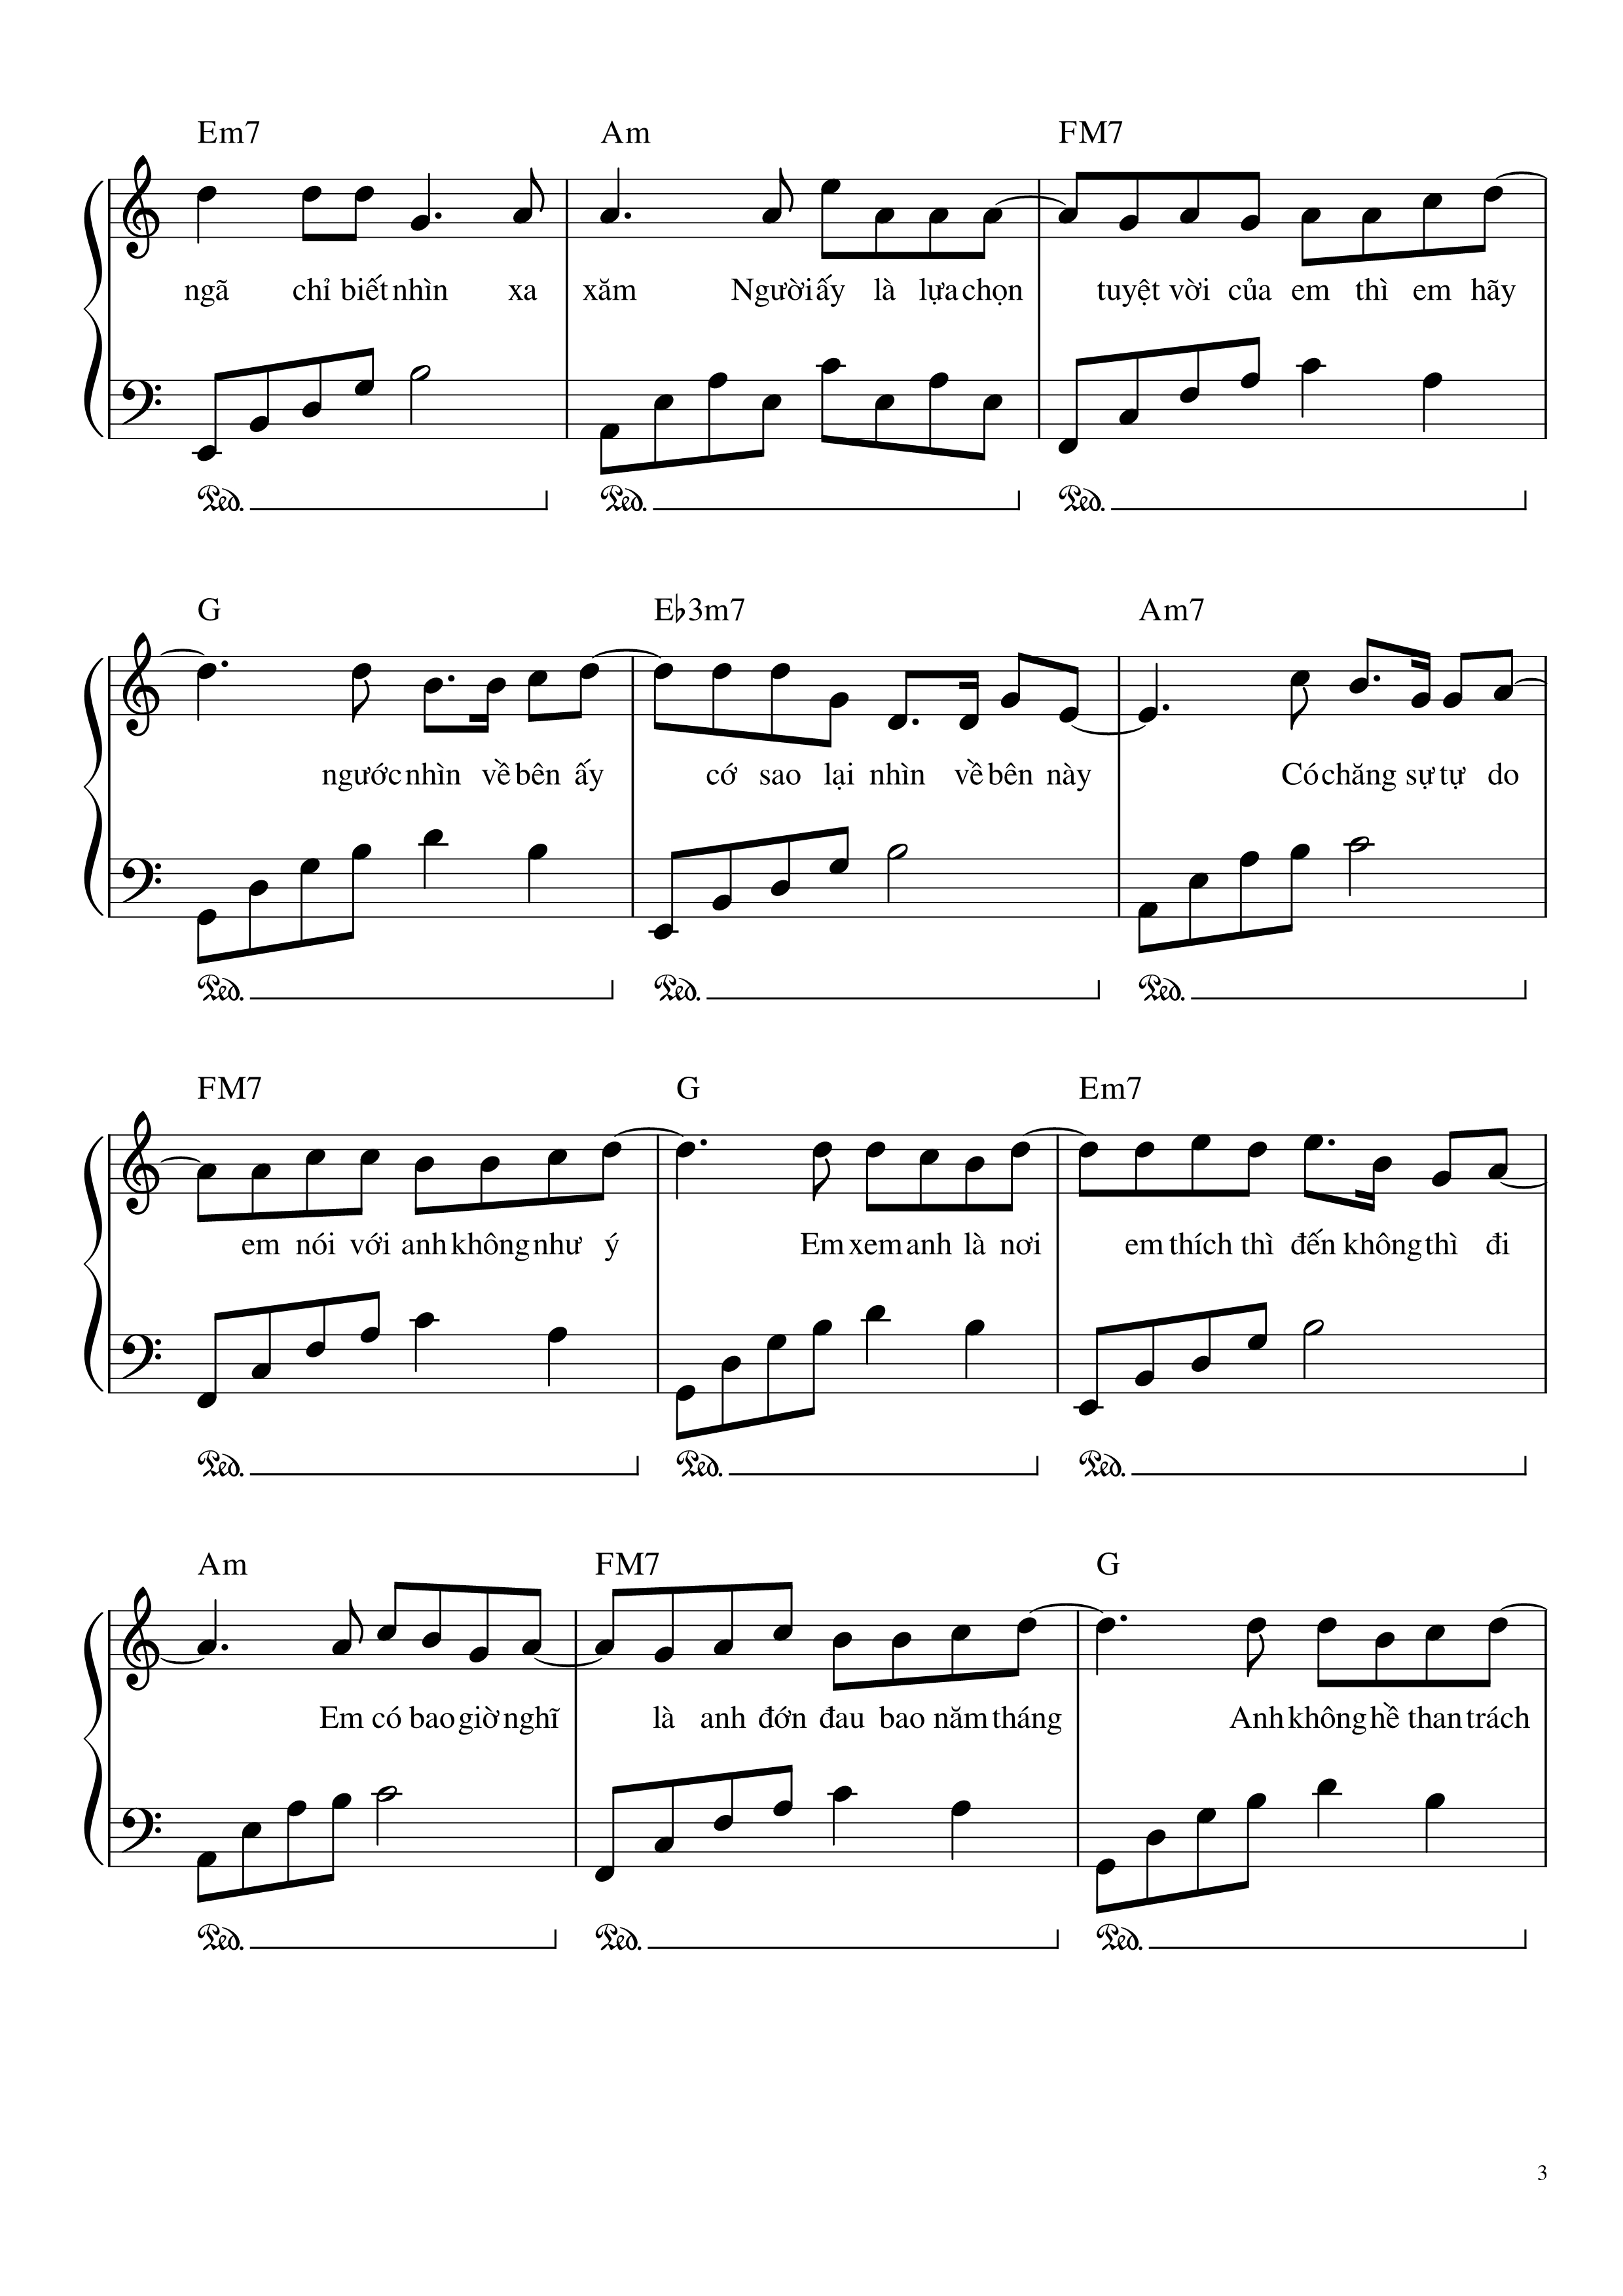 Em7 Am FM7
ngã chỉ biết nhìn xa xăm Người ấy là lựa chọn tuyệt vời của em thì em hãy
Ped. Ped. Ped.
G E♭3m7 Am7
ngước nhìn về bên ấy cớ sao lại nhìn về bên này Có chăng sự tự do
Ped. Ped. Ped.
FM7 G Em7
em nói với anh không như ý Em xem anh là nơi em thích thì đến không thì đi
Ped. Ped. Ped.
Am FM7 G
Em có bao giờ nghĩ là anh đớn đau bao năm tháng Anh không hề than trách
Ped. Ped. Ped.
3